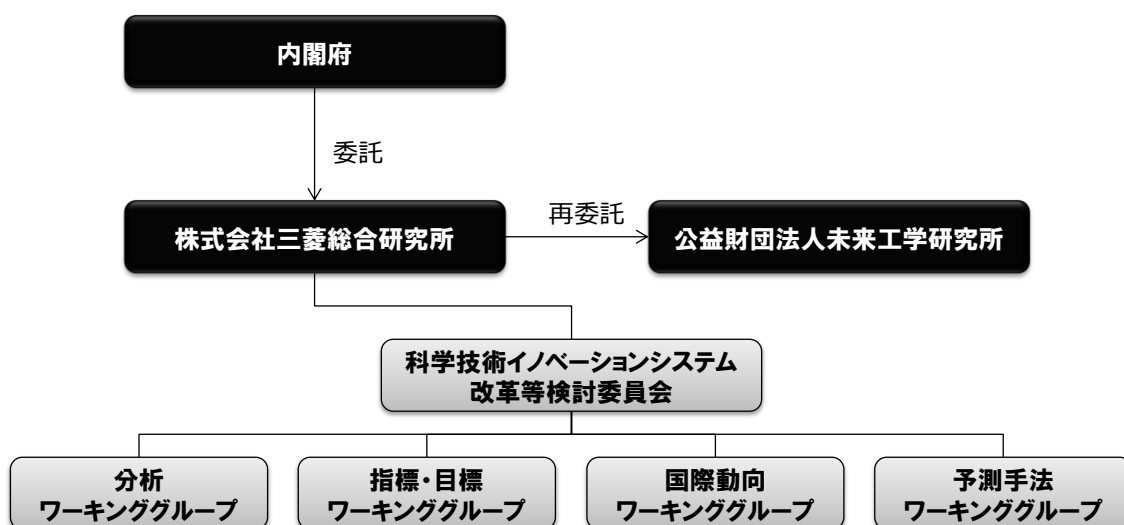 内閣府
委託
株式会社三菱総合研究所
再委託
公益財団法人未来工学研究所
科学技術イノベーションシステム
改革等検討委員会
分析
ワーキンググループ
指標・目標
ワーキンググループ
国際動向
ワーキンググループ
予測手法
ワーキンググループ